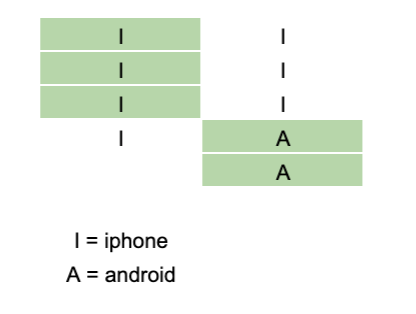 I I
I I
I I
I A
A
I = iphone
A = android